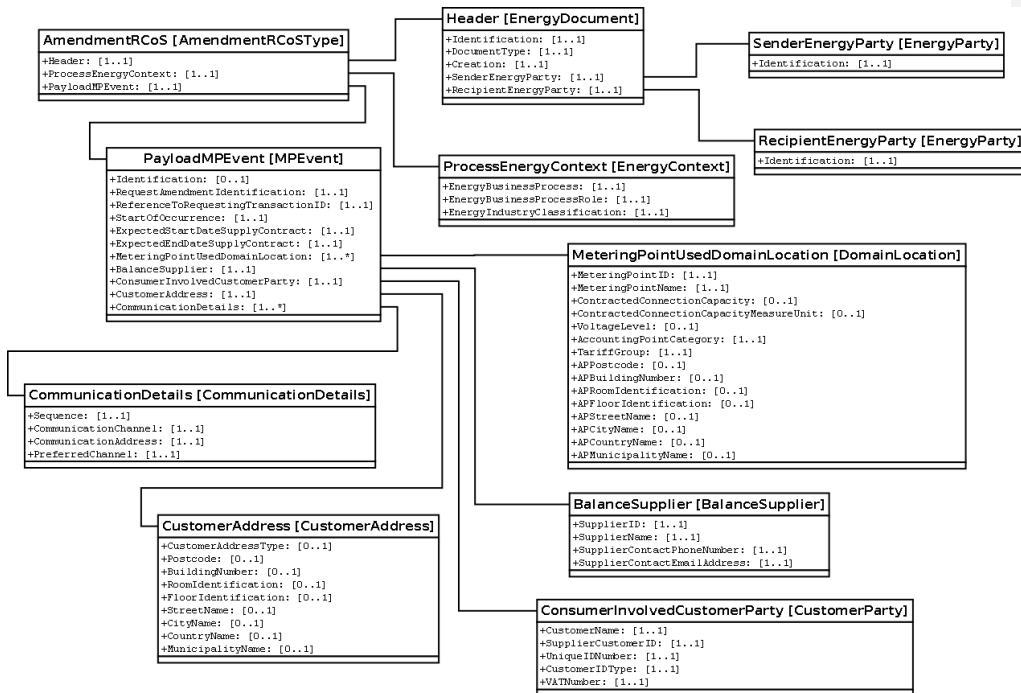 AmendmentRCoS [AmendmentRCoSType]
+Header: [1..1]
+ProcessEnergyContext: [1..1]
+PayloadMPEvent: [1..1]
Header [EnergyDocument]
+Identification: [1..1]
+DocumentType: [1..1]
+Creation: [1..1]
+SenderEnergyParty: [1..1]
+RecipientEnergyParty: [1..1]
SenderEnergyParty [EnergyParty]
+Identification: [1..1]
RecipientEnergyParty [EnergyParty]
+Identification: [1..1]
PayloadMPEvent [MPEvent]
+Identification: [0..1]
+RequestAmendmentIdentification: [1..1]
+ReferenceToRequestingTransactionID: [1..1]
+StartOfOccurrence: [1..1]
+ExpectedStartDateSupplyContract: [1..1]
+ExpectedEndDateSupplyContract: [1..1]
+MeteringPointUsedDomainLocation: [1..*]
+BalanceSupplier: [1..1]
+ConsumerInvolvedCustomerParty: [1..1]
+CustomerAddress: [1..1]
+CommunicationDetails: [1..*]
ProcessEnergyContext [EnergyContext]
+EnergyBusinessProcess: [1..1]
+EnergyBusinessProcessRole: [1..1]
+EnergyIndustryClassification: [1..1]
MeteringPointUsedDomainLocation [DomainLocation]
+MeteringPointID: [1..1]
+MeteringPointName: [1..1]
+ContractedConnectionCapacity: [0..1]
+ContractedConnectionCapacityMeasureUnit: [0..1]
+VoltageLevel: [0..1]
+AccountingPointCategory: [1..1]
+TariffGroup: [1..1]
+APPostcode: [0..1]
+APBuildingNumber: [0..1]
+APRoomIdentification: [0..1]
+APFloorIdentification: [0..1]
+APStreetName: [0..1]
+APCityName: [0..1]
+APCountryName: [0..1]
+APMunicipalityName: [0..1]
CommunicationDetails [CommunicationDetails]
+Sequence: [1..1]
+CommunicationChannel: [1..1]
+CommunicationAddress: [1..1]
+PreferredChannel: [1..1]
BalanceSupplier [BalanceSupplier]
+SupplierID: [1..1]
+SupplierName: [1..1]
+SupplierContactPhoneNumber: [1..1]
+SupplierContactEmailAddress: [1..1]
CustomerAddress [CustomerAddress]
+CustomerAddressType: [0..1]
+Postcode: [0..1]
+BuildingNumber: [0..1]
+RoomIdentification: [0..1]
+FloorIdentification: [0..1]
+StreetName: [0..1]
+CityName: [0..1]
+CountryName: [0..1]
+MunicipalityName: [0..1]
ConsumerInvolvedCustomerParty [CustomerParty]
+CustomerName: [1..1]
+SupplierCustomerID: [1..1]
+UniqueIDNumber: [1..1]
+CustomerIDType: [1..1]
+VATNumber: [1..1]